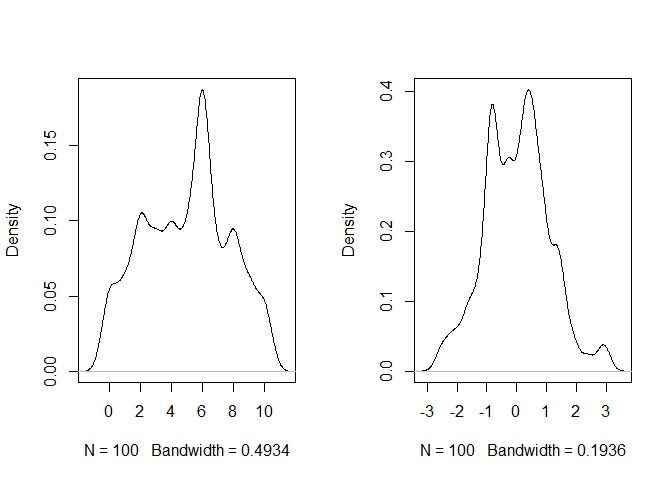 Density
0.00
0.05
0.10
0.15
0 2 4 6 8 10
N = 100 Bandwidth = 0.4934
Density
0.0
0.1
0.2
0.3
0.4
-3 -2 -1 0 1 2 3
N = 100 Bandwidth = 0.1936